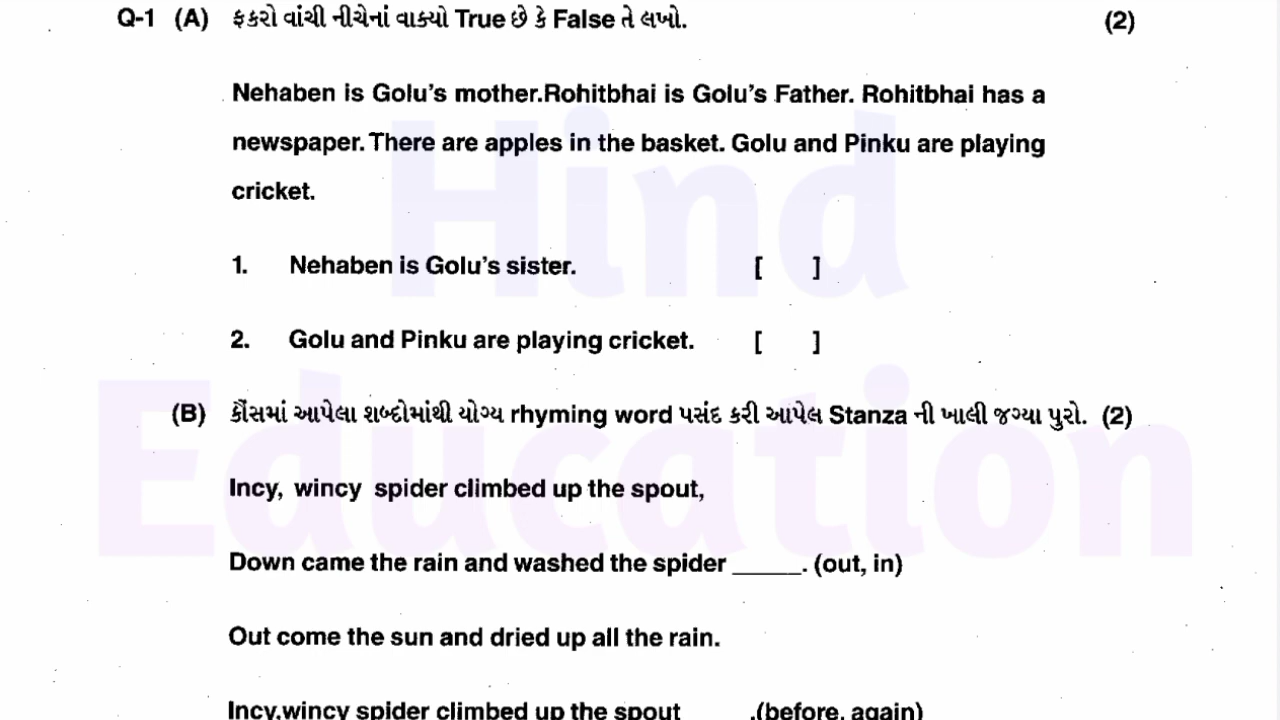 Q-1 (A) ફકરો વાંચી નીચેનાં વાક્યો True છે કે False તે લખો. (2)
Nehaben is Golu's mother.Rohitbhai is Golu's Father. Rohitbhai has a
newspaper. There are apples in the basket. Golu and Pinku are playing
cricket.
1. Nehaben is Golu's sister. [ ]
2. Golu and Pinku are playing cricket. [ ]
(B) કૌંસમાં આપેલા શબ્દોમાંથી યોગ્ય rhyming word પસંદ કરી આપેલ Stanza ની ખાલી જગ્યા પુરો. (2)
Incy, wincy spider climbed up the spout,
Down came the rain and washed the spider _____. (out, in)
Out come the sun and dried up all the rain.
Incy,wincy spider climbed up the spout _____.(before, again)
Hind
Education